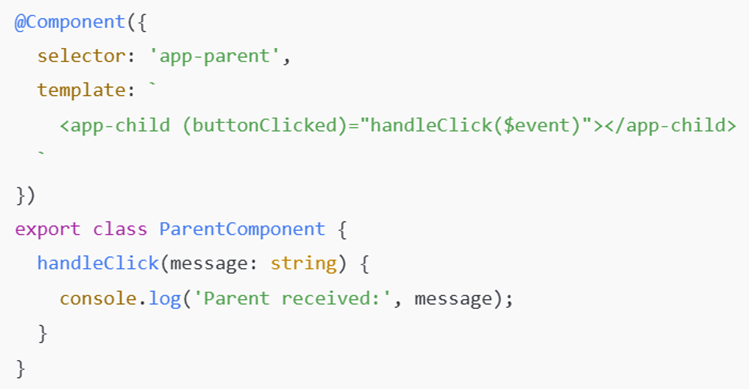 @Component({
  selector: 'app-parent',
  template: `
    <app-child (buttonClicked)="handleClick($event)"></app-child>
  `
})
export class ParentComponent {
  handleClick(message: string) {
    console.log('Parent received:', message);
  }
}